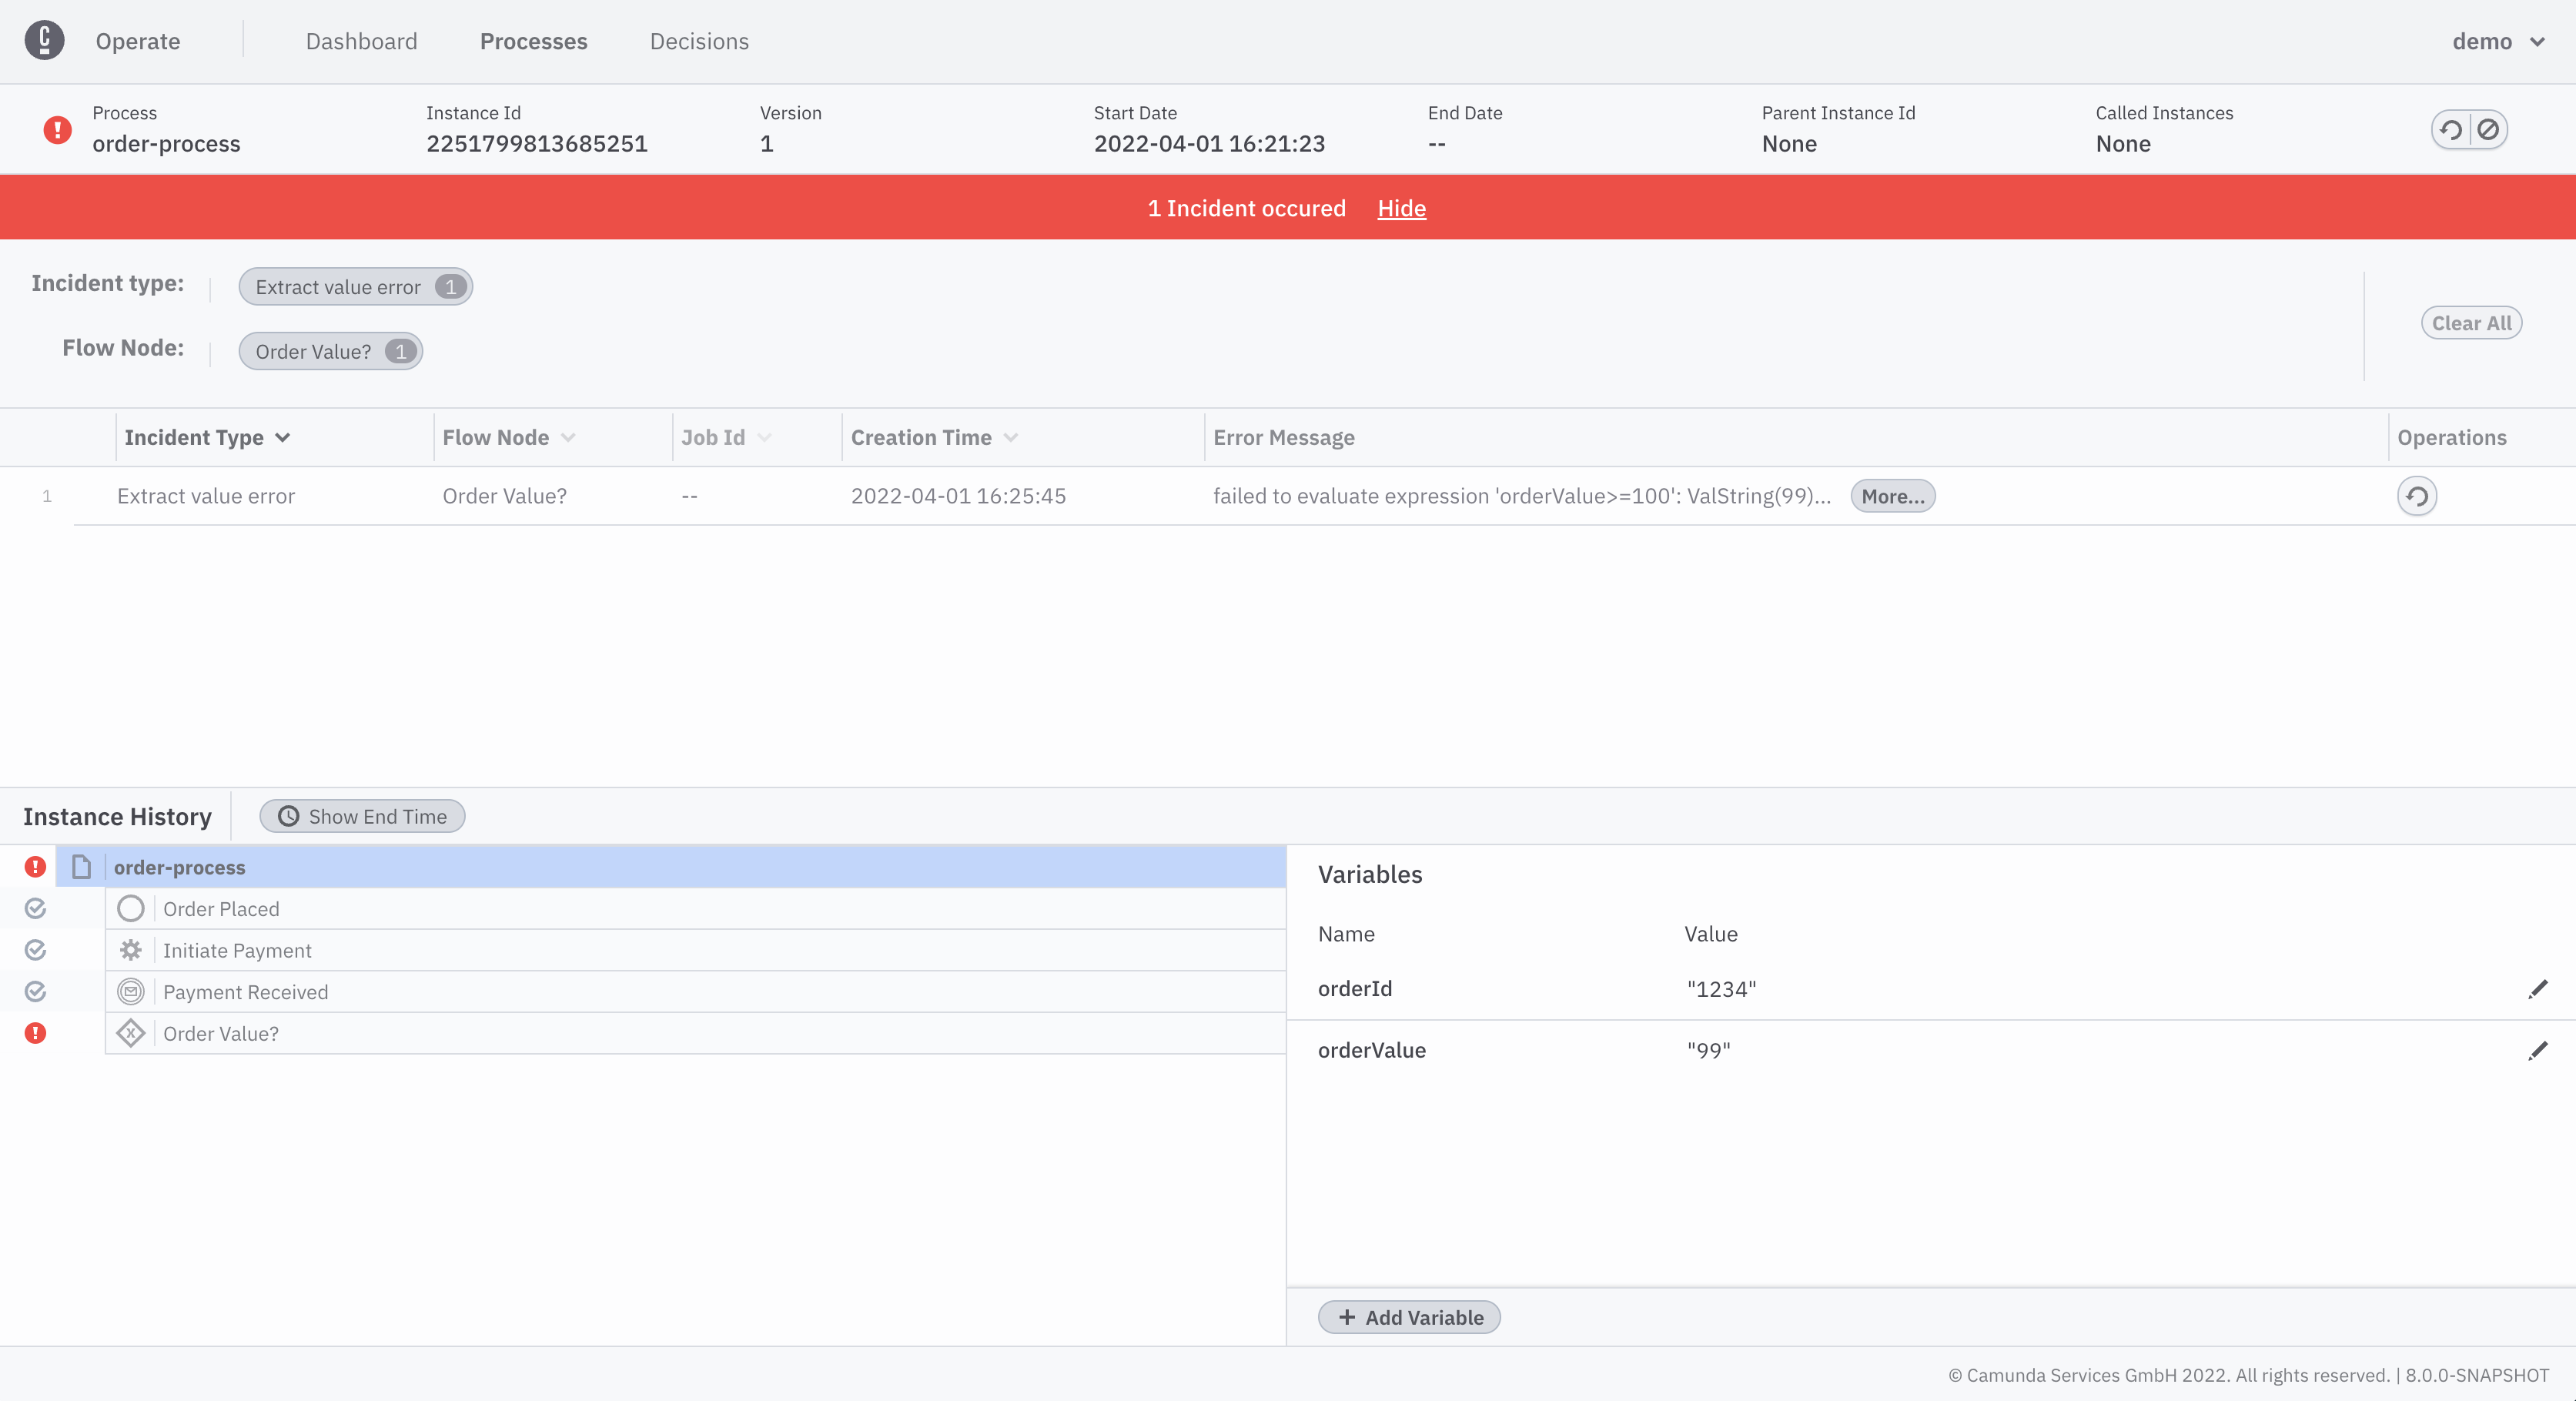 Operate Dashboard Processes Decisions demo
Process Instance Id Version Start Date End Date Parent Instance Id Called Instances
order-process 2251799813685251 1 2022-04-01 16:21:23 -- None None
1 Incident occured Hide
Incident type: Extract value error 1
Flow Node: Order Value? 1
Clear All
Incident Type Flow Node Job Id Creation Time Error Message Operations
1 Extract value error Order Value? -- 2022-04-01 16:25:45 failed to evaluate expression 'orderValue>=100': ValString(99)... More...
Instance History Show End Time
order-process
Order Placed
Initiate Payment
Payment Received
Order Value?
Variables
Name Value
orderId "1234"
orderValue "99"
+ Add Variable
© Camunda Services GmbH 2022. All rights reserved. | 8.0.0-SNAPSHOT